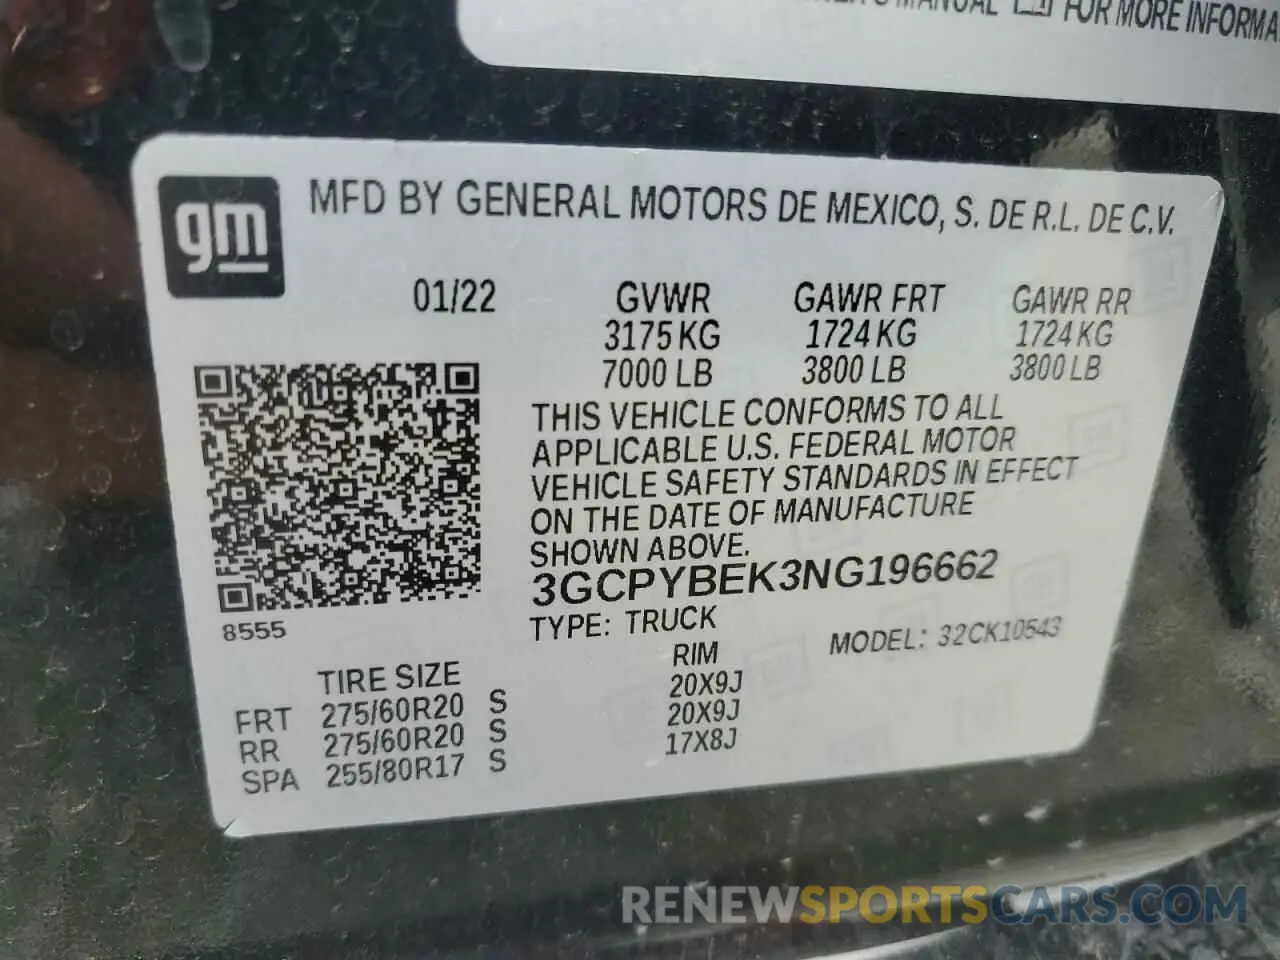 MANUAL FOR MORE INFORMA
gm
MFD BY GENERAL MOTORS DE MEXICO, S. DE R.L. DE C.V.
01/22 GVWR GAWR FRT GAWR RR
3175 KG 1724 KG 1724 KG
7000 LB 3800 LB 3800 LB
THIS VEHICLE CONFORMS TO ALL
APPLICABLE U.S. FEDERAL MOTOR
VEHICLE SAFETY STANDARDS IN EFFECT
ON THE DATE OF MANUFACTURE
SHOWN ABOVE.
3GCPYBEK3NG196662
8555
TYPE: TRUCK MODEL: 32CK10543
TIRE SIZE RIM
FRT 275/60R20 S 20X9J
RR 275/60R20 S 20X9J
SPA 255/80R17 S 17X8J
RENEWSPORTSCARS.COM